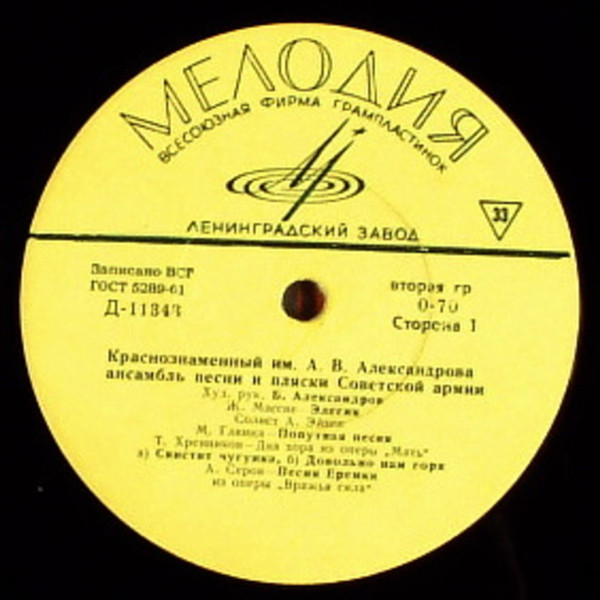 МЕЛОДИЯ
ВСЕСОЮЗНАЯ ФИРМА ГРАМПЛАСТИНОК
ЛЕНИНГРАДСКИЙ ЗАВОД
33
Записано ВСГ
ГОСТ 5289-61
Д-11343
вторая гр
0-70
Сторона 1
Краснознаменный им. А. В. Александрова
ансамбль песни и пляски Советской армии
Худ. рук. Б. Александров
Ж. Массне—Элегия
Солист А. Эйзен
М. Глинка—Попутная песня
Т. Хренников—Два хора из оперы „Мать"
а) Свистит чугунка, б) Довольно нам горя
А. Серов—Песня Еремки
из оперы „Вражья сила"